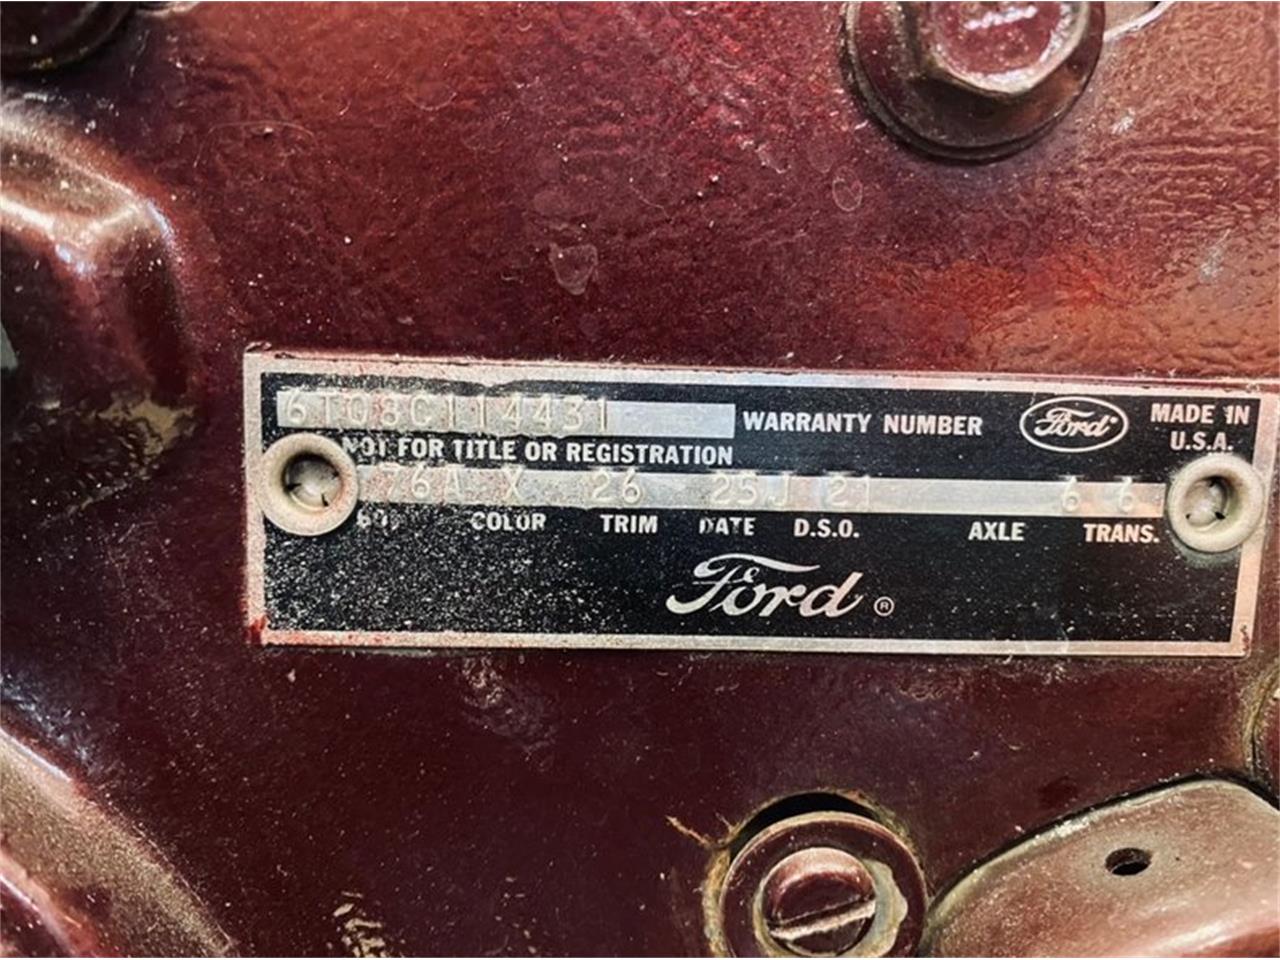 6T08C114431
WARRANTY NUMBER
Ford
MADE IN
U.S.A.
NOT FOR TITLE OR REGISTRATION
76A X 26 25J 21 6 6
COLOR TRIM DATE D.S.O. AXLE TRANS.
Ford ®